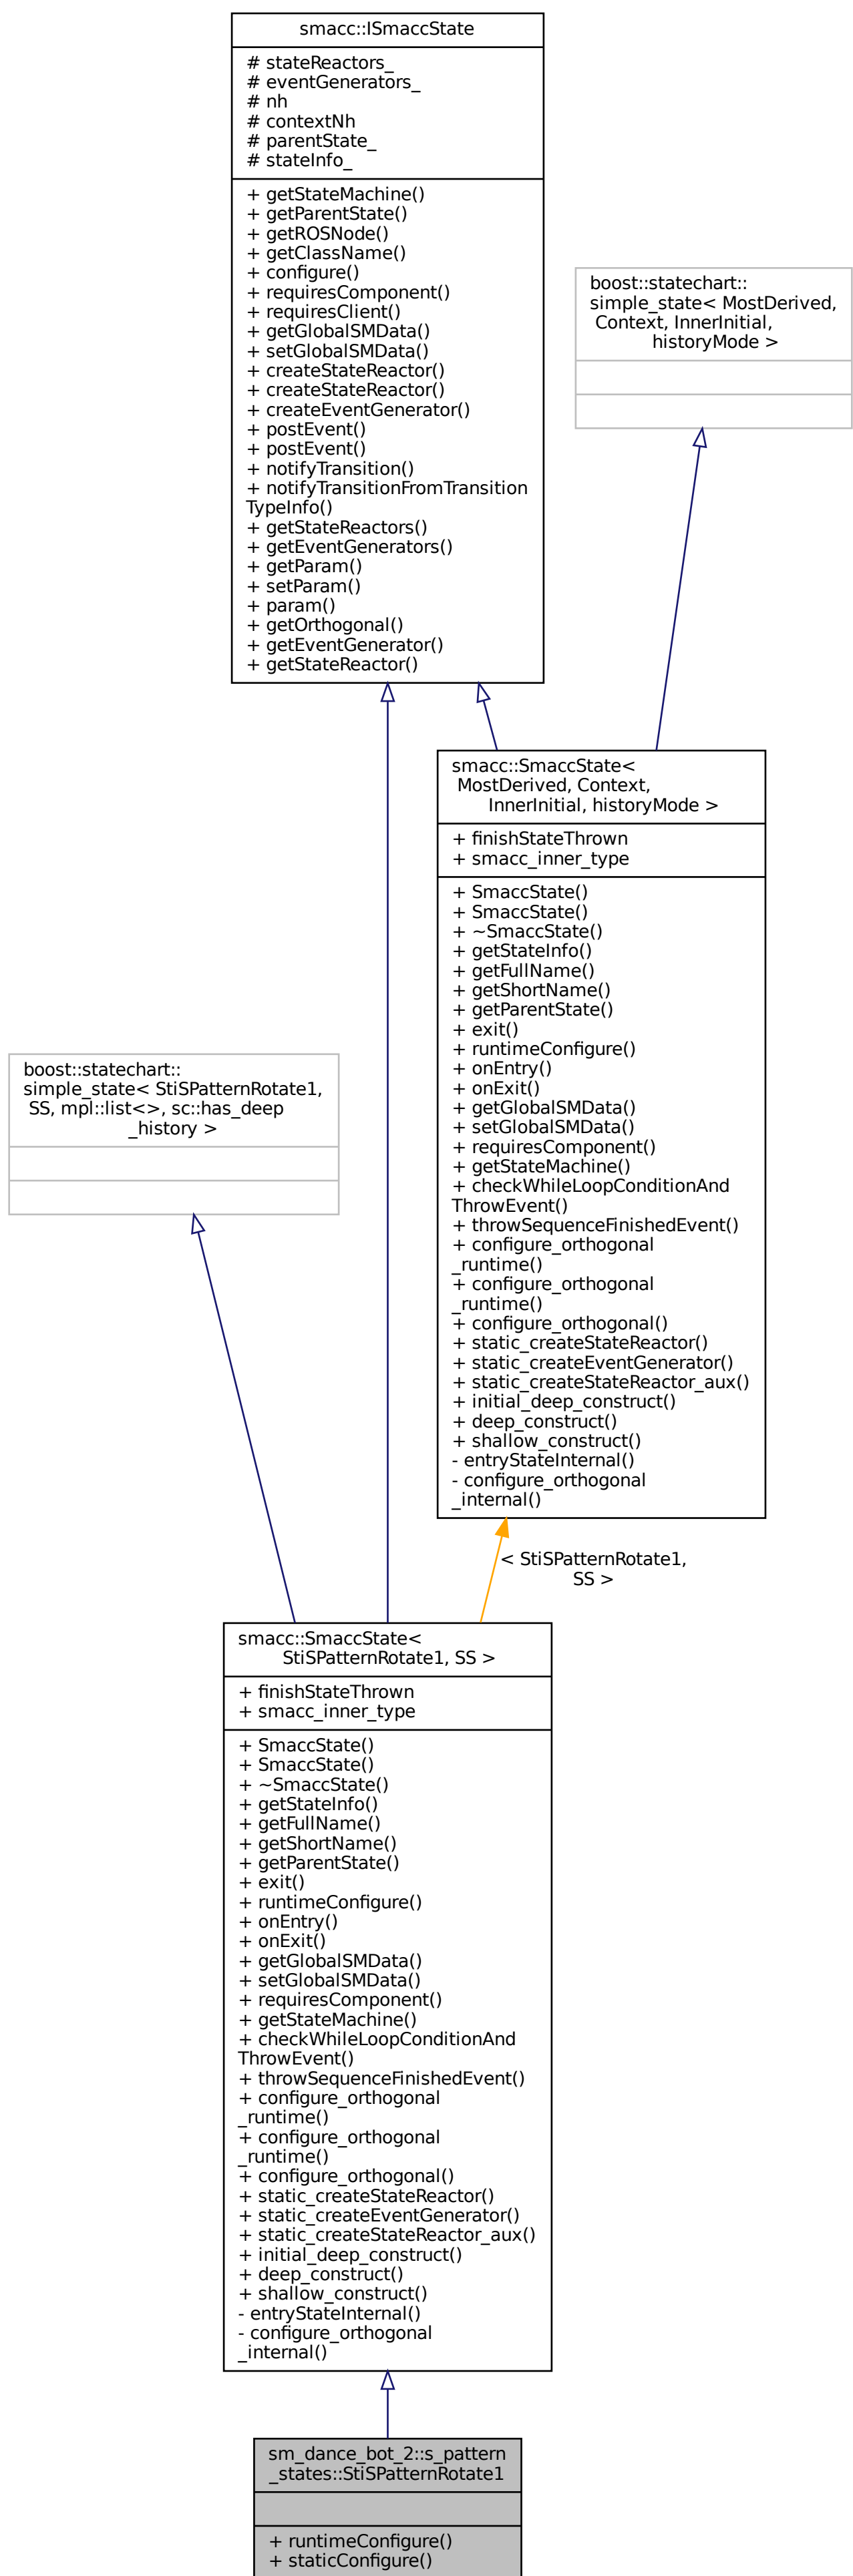 smacc::ISmaccState
# stateReactors_
# eventGenerators_
# nh
# contextNh
# parentState_
# stateInfo_
+ getStateMachine()
+ getParentState()
+ getROSNode()
+ getClassName()
+ configure()
+ requiresComponent()
+ requiresClient()
+ getGlobalSMData()
+ setGlobalSMData()
+ createStateReactor()
+ createStateReactor()
+ createEventGenerator()
+ postEvent()
+ postEvent()
+ notifyTransition()
+ notifyTransitionFromTransition
TypeInfo()
+ getStateReactors()
+ getEventGenerators()
+ getParam()
+ setParam()
+ param()
+ getOrthogonal()
+ getEventGenerator()
+ getStateReactor()
boost::statechart::
simple_state< MostDerived,
Context, InnerInitial,
historyMode >
smacc::SmaccState<
MostDerived, Context,
InnerInitial, historyMode >
+ finishStateThrown
+ smacc_inner_type
+ SmaccState()
+ SmaccState()
+ ~SmaccState()
+ getStateInfo()
+ getFullName()
+ getShortName()
+ getParentState()
+ exit()
+ runtimeConfigure()
+ onEntry()
+ onExit()
+ getGlobalSMData()
+ setGlobalSMData()
+ requiresComponent()
+ getStateMachine()
+ checkWhileLoopConditionAnd
ThrowEvent()
+ throwSequenceFinishedEvent()
+ configure_orthogonal
_runtime()
+ configure_orthogonal
_runtime()
+ configure_orthogonal()
+ static_createStateReactor()
+ static_createEventGenerator()
+ static_createStateReactor_aux()
+ initial_deep_construct()
+ deep_construct()
+ shallow_construct()
- entryStateInternal()
- configure_orthogonal
_internal()
boost::statechart::
simple_state< StiSPatternRotate1,
SS, mpl::list<>, sc::has_deep
_history >
< StiSPatternRotate1,
SS >
smacc::SmaccState<
StiSPatternRotate1, SS >
+ finishStateThrown
+ smacc_inner_type
+ SmaccState()
+ SmaccState()
+ ~SmaccState()
+ getStateInfo()
+ getFullName()
+ getShortName()
+ getParentState()
+ exit()
+ runtimeConfigure()
+ onEntry()
+ onExit()
+ getGlobalSMData()
+ setGlobalSMData()
+ requiresComponent()
+ getStateMachine()
+ checkWhileLoopConditionAnd
ThrowEvent()
+ throwSequenceFinishedEvent()
+ configure_orthogonal
_runtime()
+ configure_orthogonal
_runtime()
+ configure_orthogonal()
+ static_createStateReactor()
+ static_createEventGenerator()
+ static_createStateReactor_aux()
+ initial_deep_construct()
+ deep_construct()
+ shallow_construct()
- entryStateInternal()
- configure_orthogonal
_internal()
sm_dance_bot_2::s_pattern
_states::StiSPatternRotate1
+ runtimeConfigure()
+ staticConfigure()